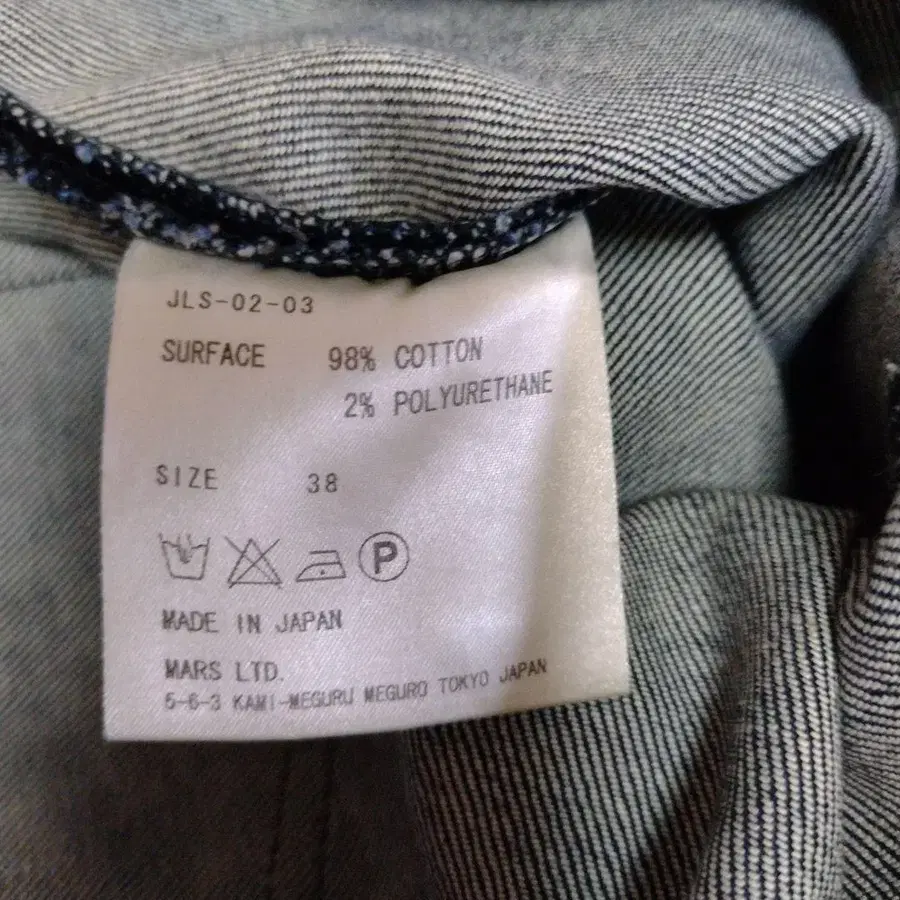 JLS-02-03
SURFACE 98% COTTON
2% POLYURETHANE
SIZE 38
P
MADE IN JAPAN
MARS LTD.
5-6-3 KAMI-MEGURU MEGURO TOKYO JAPAN